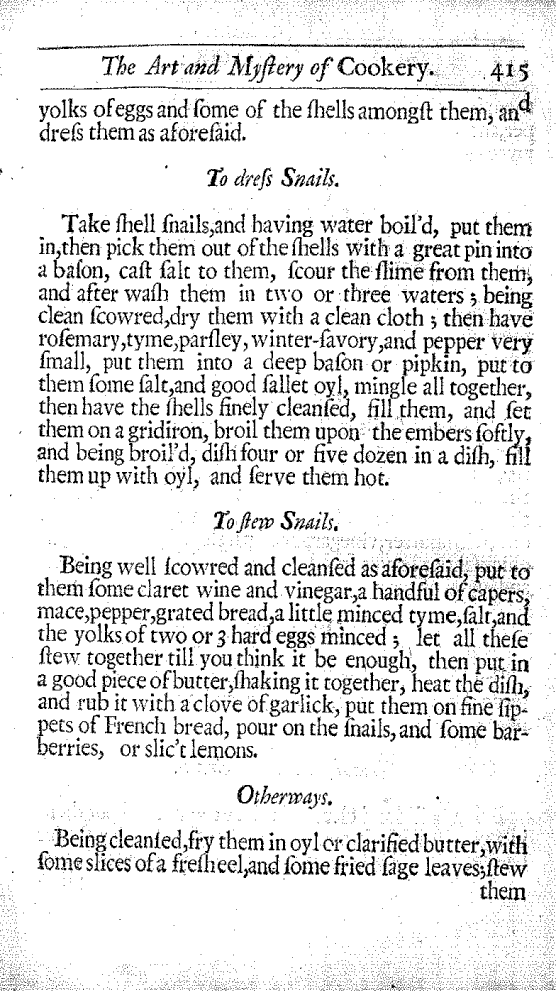 The Art and Myſtery of Cookery. 415
yolks of eggs and ſome of the ſhells amongſt them, and
dreſs them as aforeſaid.
To dreſs Snails.
Take ſhell ſnails,and having water boil'd, put them
in,then pick them out of the ſhells with a great pin into
a baſon, caſt ſalt to them, ſcour the ſlime from them,
and after waſh them in two or three waters ; being
clean ſcowred,dry them with a clean cloth ; then have
roſemary,tyme,parſley, winter-ſavory,and pepper very
ſmall, put them into a deep baſon or pipkin, put to
them ſome ſalt,and good ſallet oyl, mingle all together,
then have the ſhells finely cleanſed, fill them, and ſet
them on a gridiron, broil them upon the embers ſoftly,
and being broil'd, diſh four or five dozen in a diſh, fill
them up with oyl, and ſerve them hot.
To ſtew Snails.
Being well ſcowred and cleanſed as aforeſaid, put to
them ſome claret wine and vinegar,a handful of capers,
mace,pepper,grated bread,a little minced tyme,ſalt,and
the yolks of two or 3 hard eggs minced ; let all theſe
ſtew together till you think it be enough, then put in
a good piece of butter,ſhaking it together, heat the diſh,
and rub it with a clove of garlick, put them on fine ſip-
pets of French bread, pour on the ſnails, and ſome bar-
berries, or slic't lemons.
Otherways.
Being cleanſed,fry them in oyl or clarified butter,with
ſome slices of a freſh eel,and ſome fried ſage leaves;ſtew
them